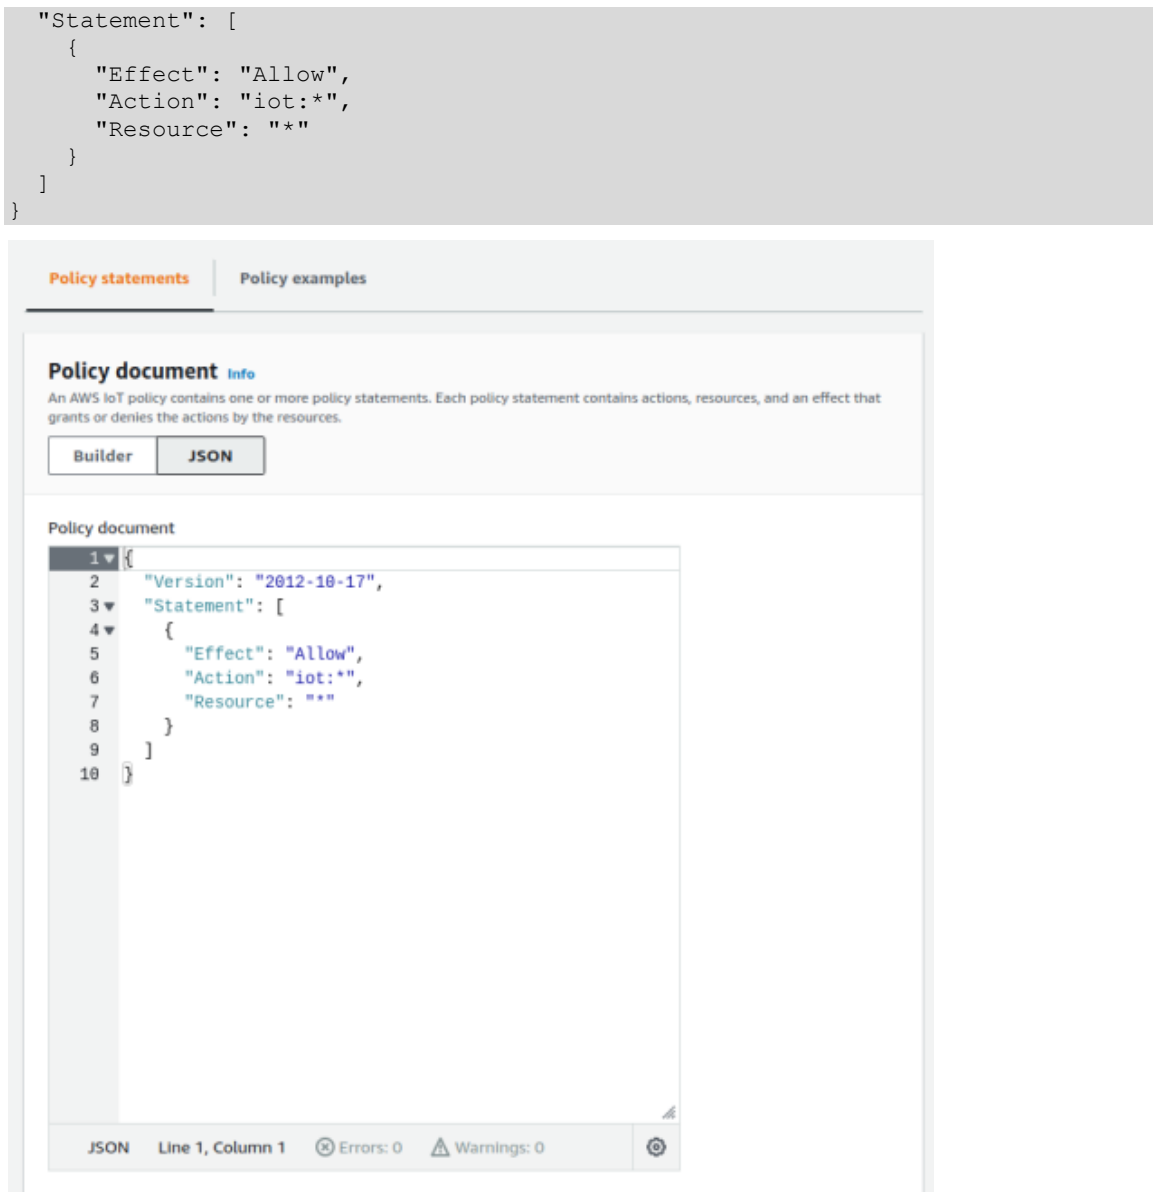 "Statement": [
{
"Effect": "Allow",
"Action": "iot:*",
"Resource": "*"
}
]
}
Policy statements
Policy examples
Policy document Info
An AWS IoT policy contains one or more policy statements. Each policy statement contains actions, resources, and an effect that
grants or denies the actions by the resources.
Builder
JSON
Policy document
1 {
2 "Version": "2012-10-17",
3 "Statement": [
4 {
5 "Effect": "Allow",
6 "Action": "iot:*",
7 "Resource": "*"
8 }
9 ]
10 }
JSON Line 1, Column 1 Errors: 0 Warnings: 0